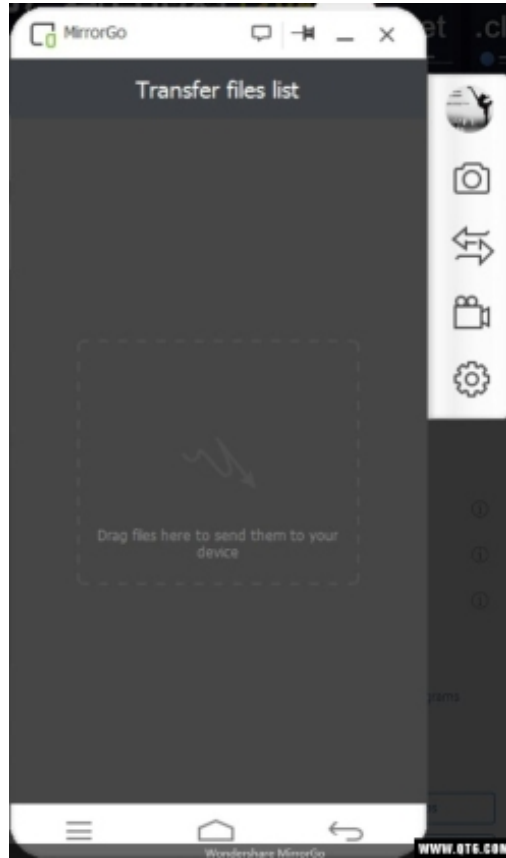 MirrorGo
Transfer files list
Drag files here to send them to your
device
Wondershare MirrorGo
WWW.QT6.COM